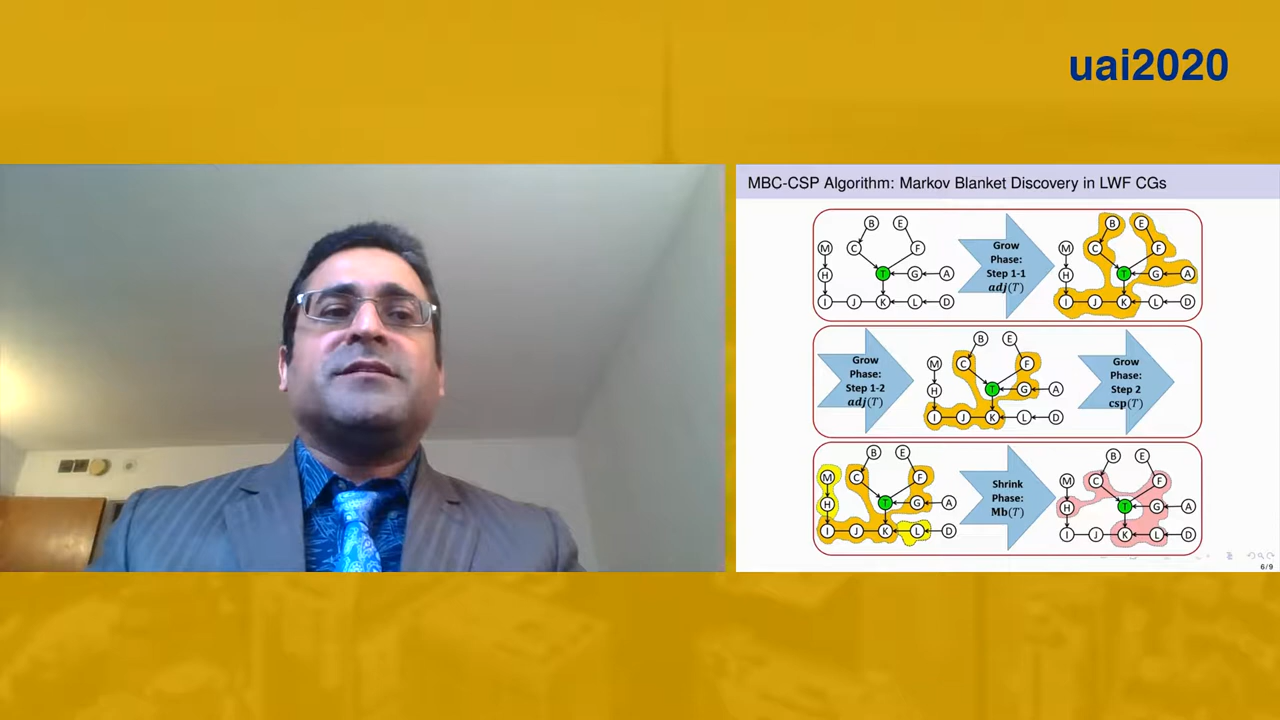 uai2020
MBC-CSP Algorithm: Markov Blanket Discovery in LWF CGs
B E
M C F
H T G A
I J K L D
Grow
Phase:
Step 1-1
adj(T)
B E
M C F
H T G A
I J K L D
Grow
Phase:
Step 1-2
adj(T)
B E
M C F
H T G A
I J K L D
Grow
Phase:
Step 2
csp(T)
B E
M C F
H T G A
I J K L D
Shrink
Phase:
Mb(T)
B E
M C F
H T G A
I J K L D
6/9